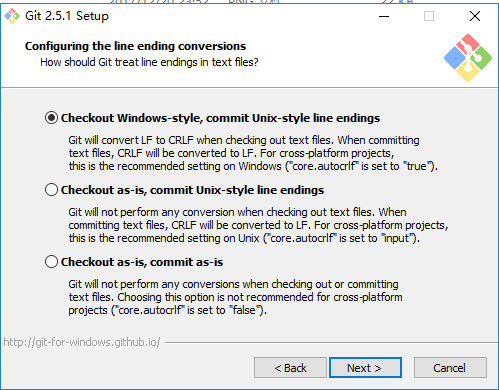 Git 2.5.1 Setup
Configuring the line ending conversions
How should Git treat line endings in text files?
Checkout Windows-style, commit Unix-style line endings
Git will convert LF to CRLF when checking out text files. When committing
text files, CRLF will be converted to LF. For cross-platform projects,
this is the recommended setting on Windows ("core.autocrlf" is set to "true").
Checkout as-is, commit Unix-style line endings
Git will not perform any conversion when checking out text files. When
committing text files, CRLF will be converted to LF. For cross-platform projects,
this is the recommended setting on Unix ("core.autocrlf" is set to "input").
Checkout as-is, commit as-is
Git will not perform any conversions when checking out or committing
text files. Choosing this option is not recommended for cross-platform
projects ("core.autocrlf" is set to "false").
http://git-for-windows.github.io/
< Back
Next >
Cancel